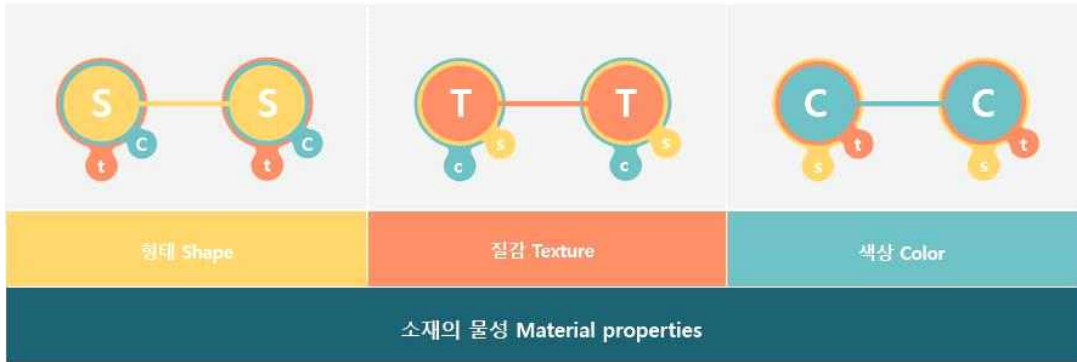 S S
C C
t t
T T
s s
c c
C C
t t
s s
형태 Shape
질감 Texture
색상 Color
소재의 물성 Material properties